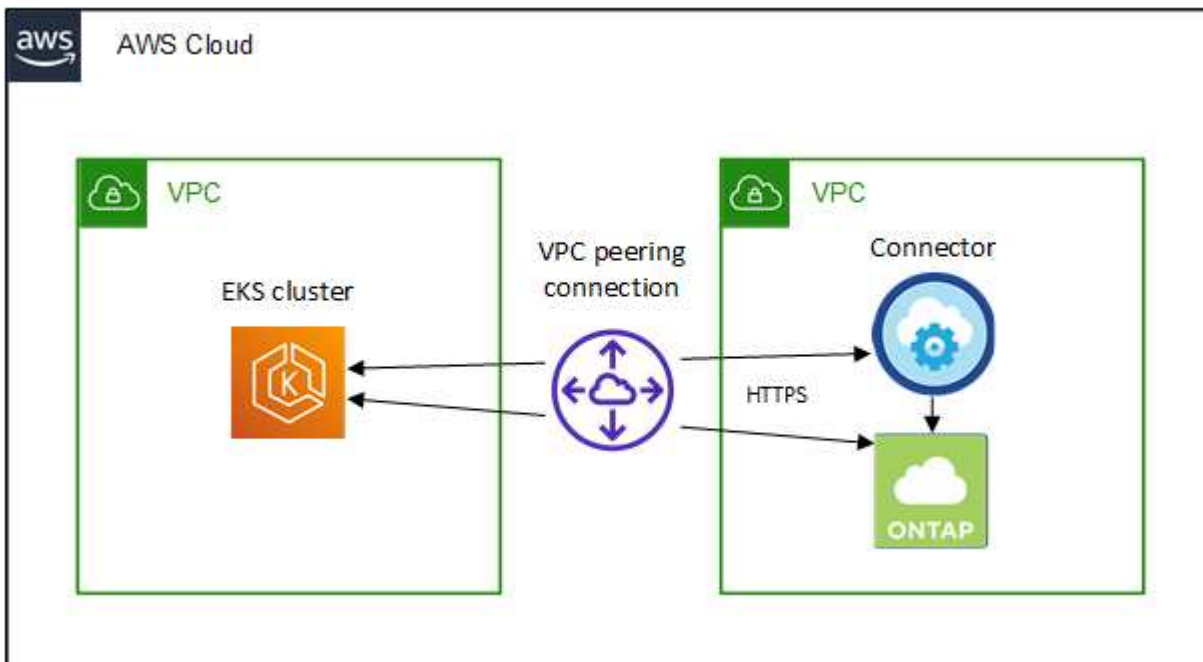 aws
AWS Cloud
VPC
VPC
EKS cluster
VPC peering
connection
Connector
HTTPS
K
ONTAP